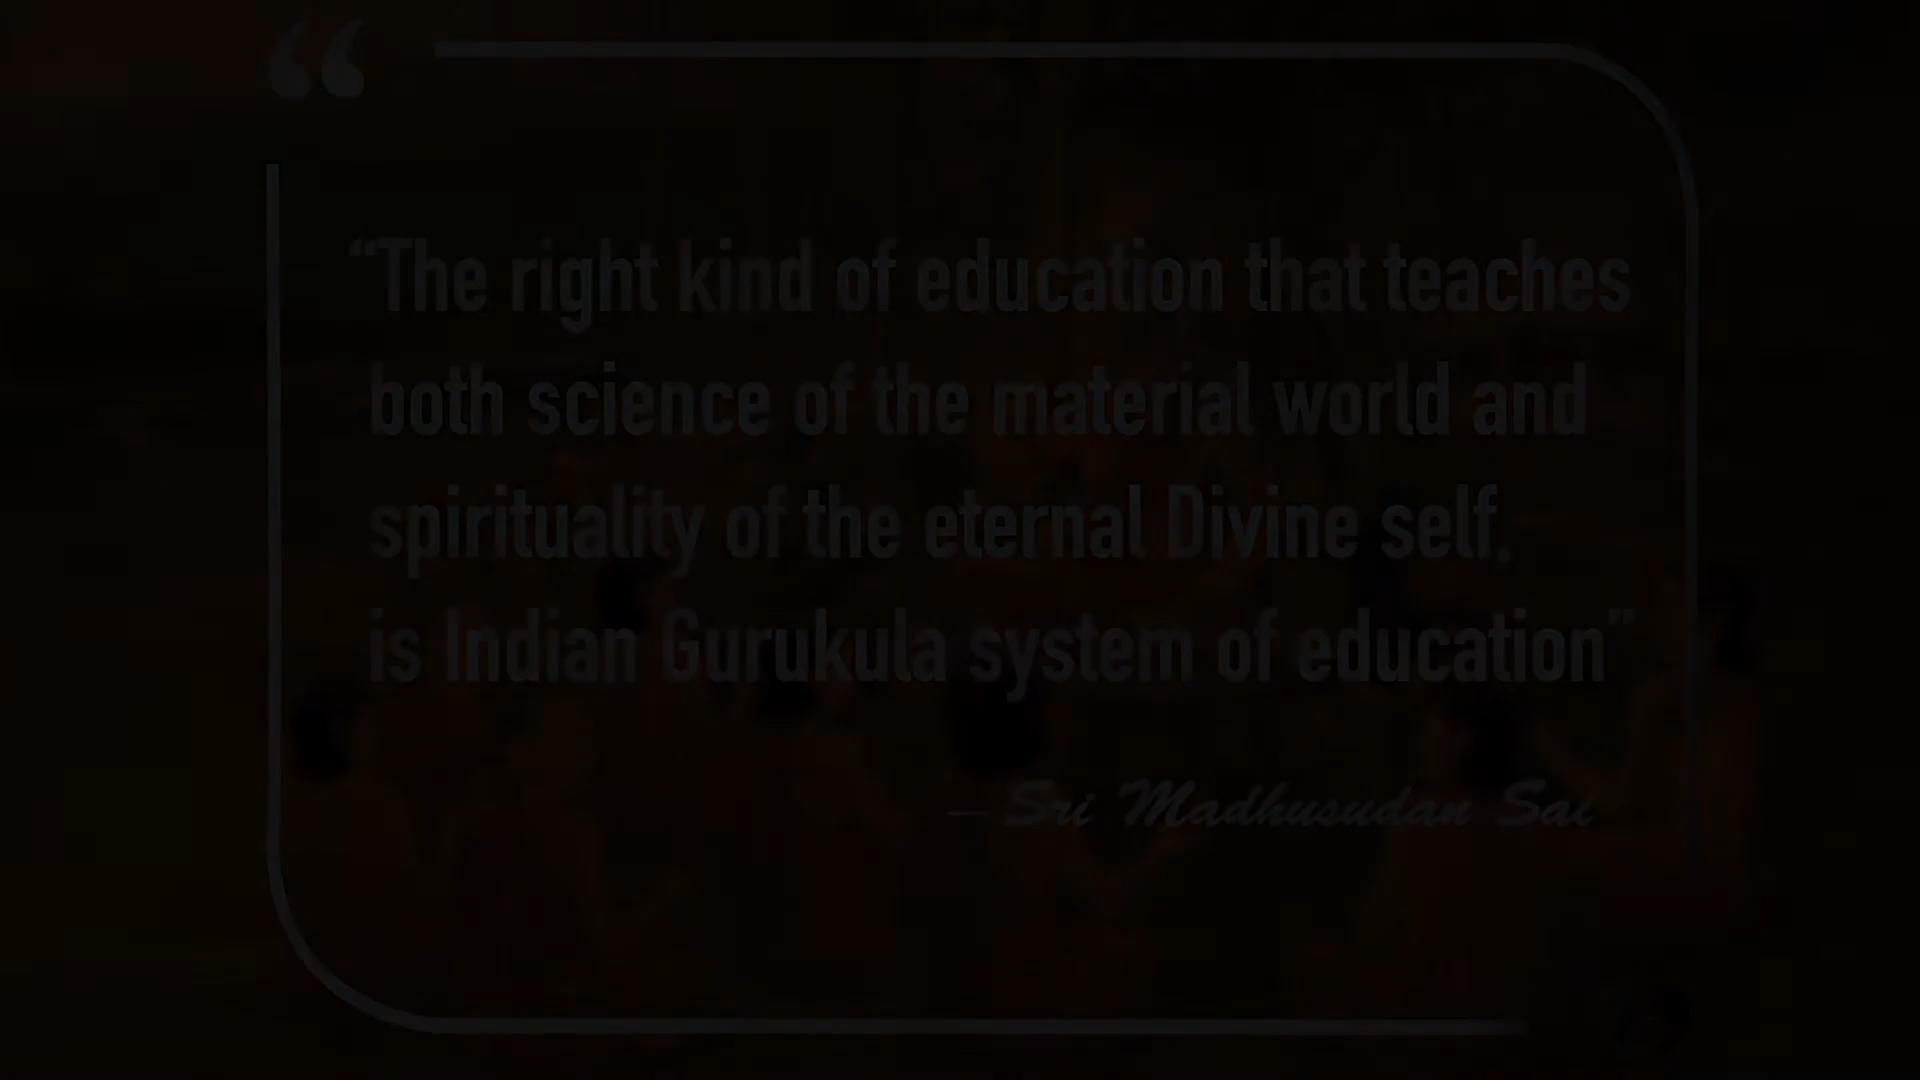 “The right kind of education that teaches
both science of the material world and
spirituality of the eternal Divine self,
is Indian Gurukula system of education”
– Sri Madhusudan Sai